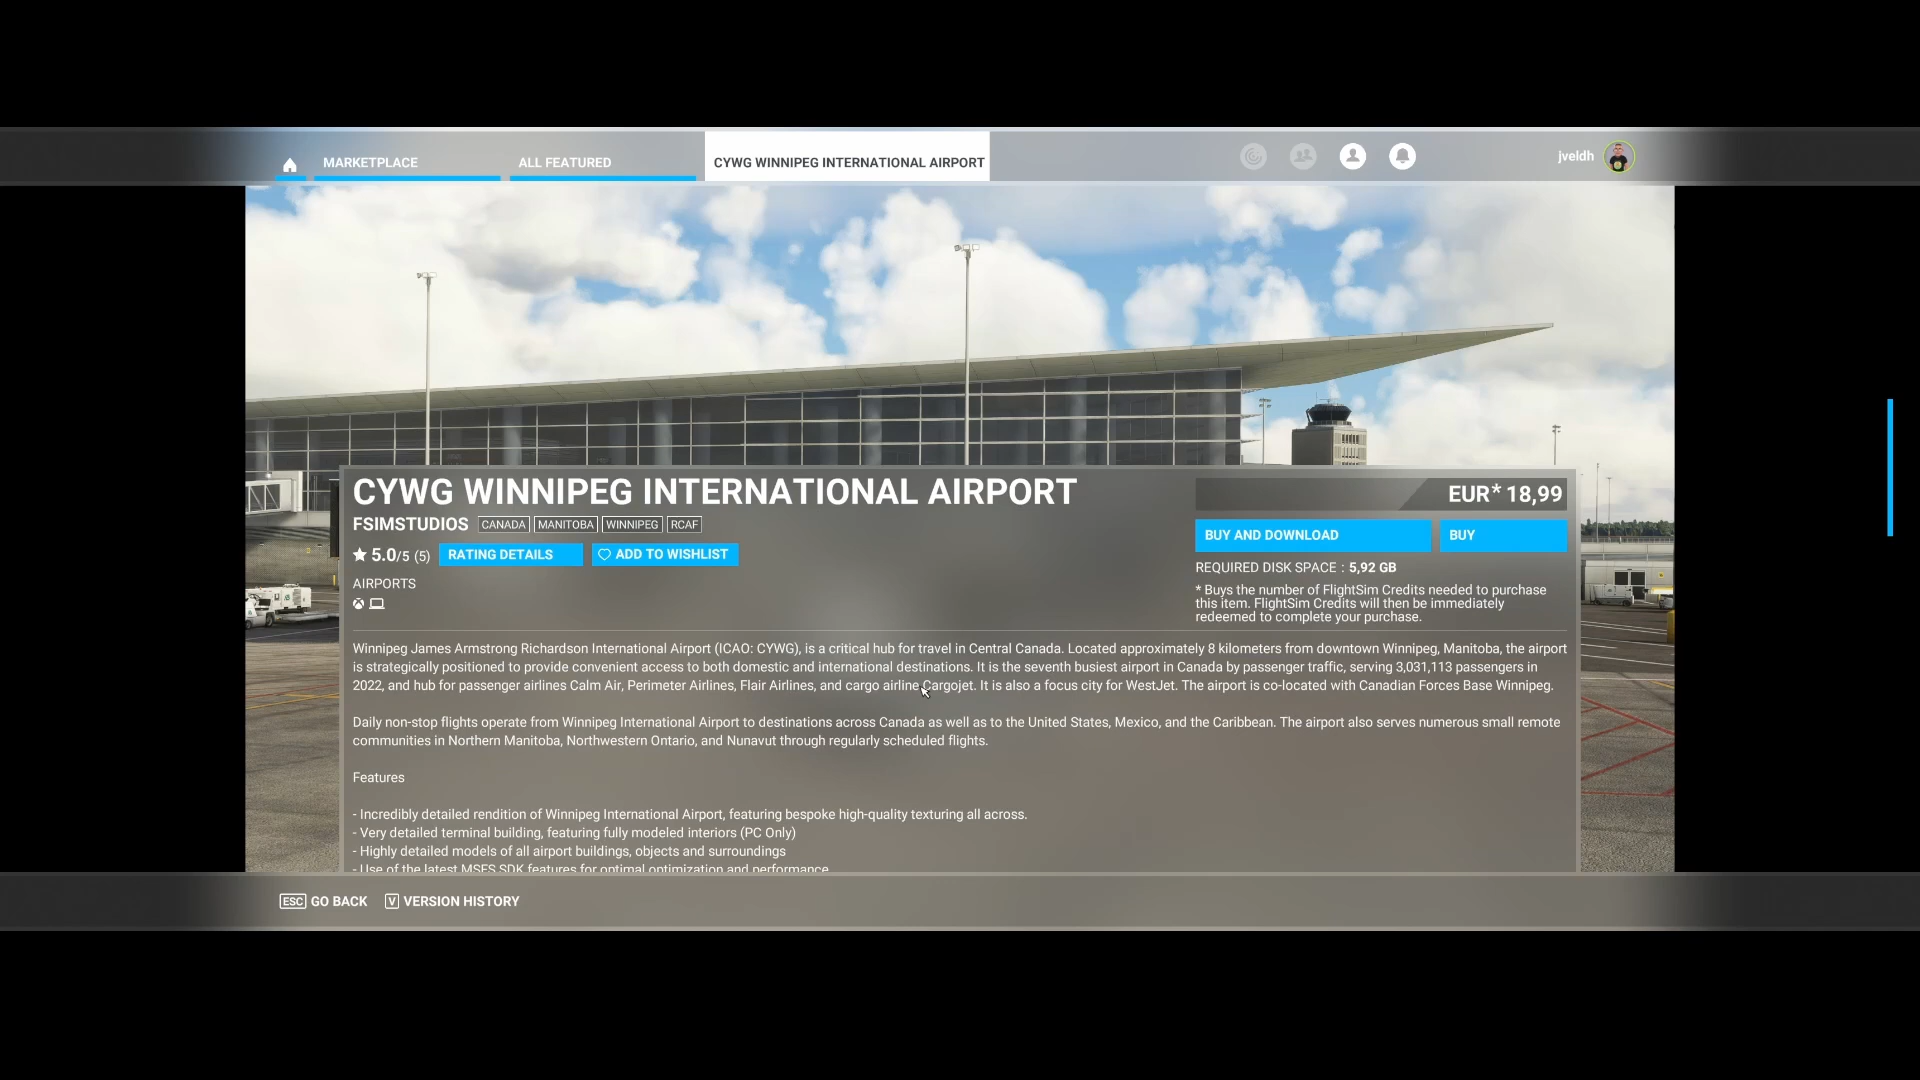 MARKETPLACE
ALL FEATURED
CYWG WINNIPEG INTERNATIONAL AIRPORT
jveldh
CYWG WINNIPEG INTERNATIONAL AIRPORT
EUR* 18,99
FSIMSTUDIOS CANADA MANITOBA WINNIPEG RCAF
BUY AND DOWNLOAD
BUY
5.0/5 (5) RATING DETAILS ADD TO WISHLIST
REQUIRED DISK SPACE : 5,92 GB
AIRPORTS
* Buys the number of FlightSim Credits needed to purchase
this item. FlightSim Credits will then be immediately
redeemed to complete your purchase.
Winnipeg James Armstrong Richardson International Airport (ICAO: CYWG), is a critical hub for travel in Central Canada. Located approximately 8 kilometers from downtown Winnipeg, Manitoba, the airport
is strategically positioned to provide convenient access to both domestic and international destinations. It is the seventh busiest airport in Canada by passenger traffic, serving 3,031,113 passengers in
2022, and hub for passenger airlines Calm Air, Perimeter Airlines, Flair Airlines, and cargo airline Cargojet. It is also a focus city for WestJet. The airport is co-located with Canadian Forces Base Winnipeg.
Daily non-stop flights operate from Winnipeg International Airport to destinations across Canada as well as to the United States, Mexico, and the Caribbean. The airport also serves numerous small remote
communities in Northern Manitoba, Northwestern Ontario, and Nunavut through regularly scheduled flights.
Features
- Incredibly detailed rendition of Winnipeg International Airport, featuring bespoke high-quality texturing all across.
- Very detailed terminal building, featuring fully modeled interiors (PC Only)
- Highly detailed models of all airport buildings, objects and surroundings
- Use of the latest MSFS SDK features for optimal optimization and performance
ESC GO BACK V VERSION HISTORY